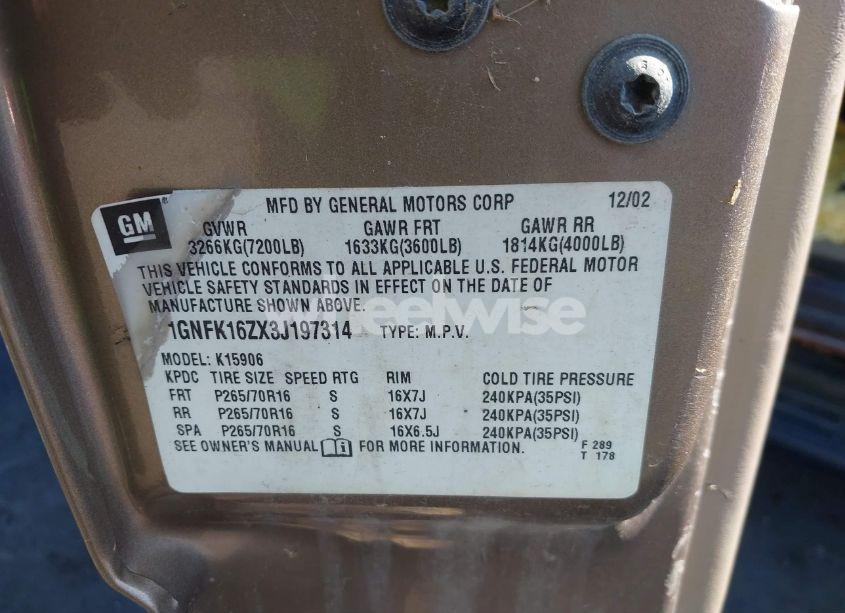 GM
MFD BY GENERAL MOTORS CORP 12/02
GVWR GAWR FRT GAWR RR
3266KG(7200LB) 1633KG(3600LB) 1814KG(4000LB)
THIS VEHICLE CONFORMS TO ALL APPLICABLE U.S. FEDERAL MOTOR
VEHICLE SAFETY STANDARDS IN EFFECT ON THE DATE OF
MANUFACTURE SHOWN ABOVE.
wheelwise
1GNFK16ZX3J197314 TYPE: M.P.V.
MODEL: K15906
KPDC TIRE SIZE SPEED RTG RIM COLD TIRE PRESSURE
FRT P265/70R16 S 16X7J 240KPA(35PSI)
RR P265/70R16 S 16X7J 240KPA(35PSI)
SPA P265/70R16 S 16X6.5J 240KPA(35PSI)
SEE OWNER'S MANUAL FOR MORE INFORMATION.
F 289
T 178